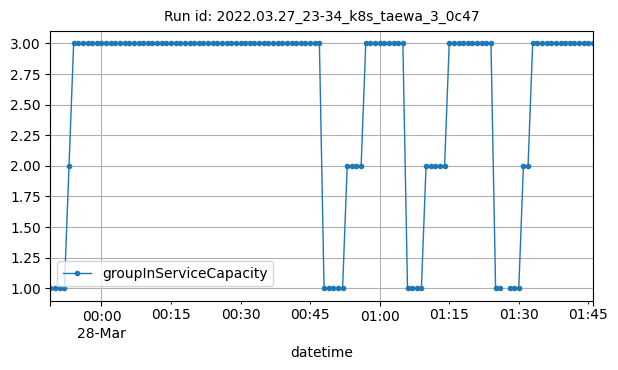 Run id: 2022.03.27_23-34_k8s_taewa_3_0c47
3.00
2.75
2.50
2.25
2.00
1.75
1.50
1.25
1.00
groupInServiceCapacity
00:00 00:15 00:30 00:45 01:00 01:15 01:30 01:45
28-Mar
datetime